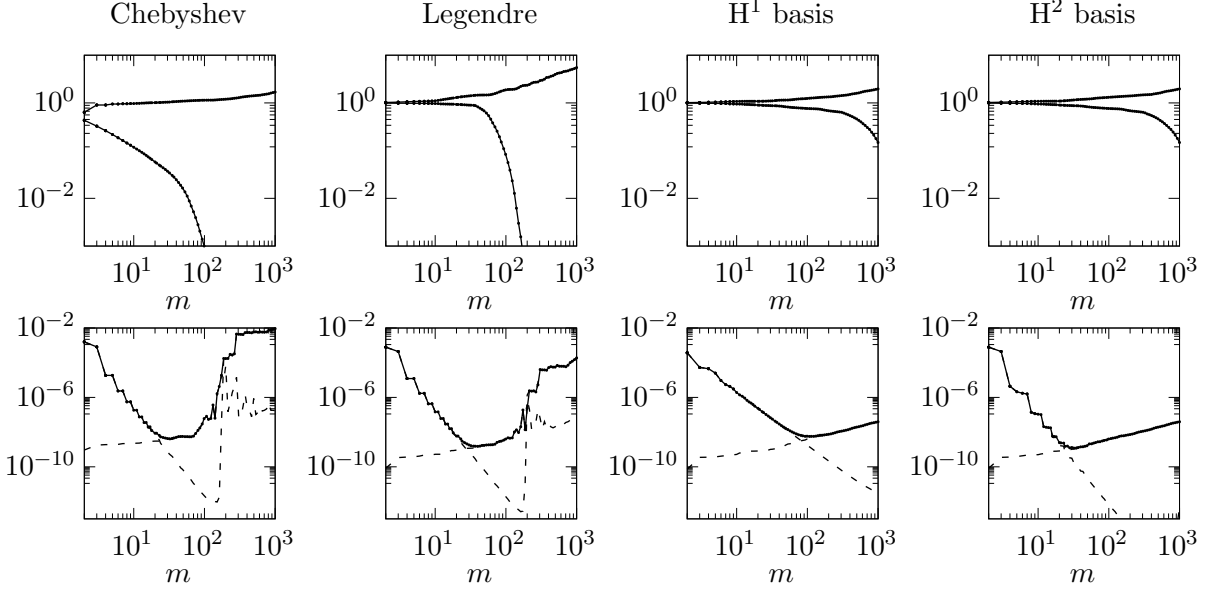 Chebyshev Legendre H¹ basis H² basis
10⁰ 10⁰ 10⁰ 10⁰
10⁻² 10⁻² 10⁻² 10⁻²
10¹ 10² 10³ 10¹ 10² 10³ 10¹ 10² 10³ 10¹ 10² 10³
m m m m
10⁻² 10⁻² 10⁻² 10⁻²
10⁻⁶ 10⁻⁶ 10⁻⁶ 10⁻⁶
10⁻¹⁰ 10⁻¹⁰ 10⁻¹⁰ 10⁻¹⁰
10¹ 10² 10³ 10¹ 10² 10³ 10¹ 10² 10³ 10¹ 10² 10³
m m m m